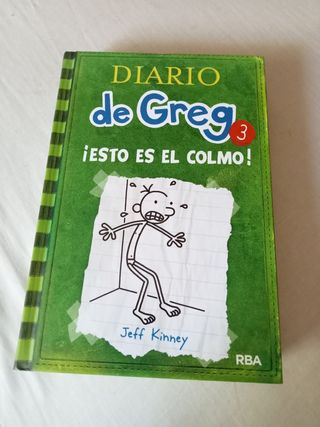 DIARIO
de Greg 3
¡ESTO ES EL COLMO!
Jeff Kinney
RBA